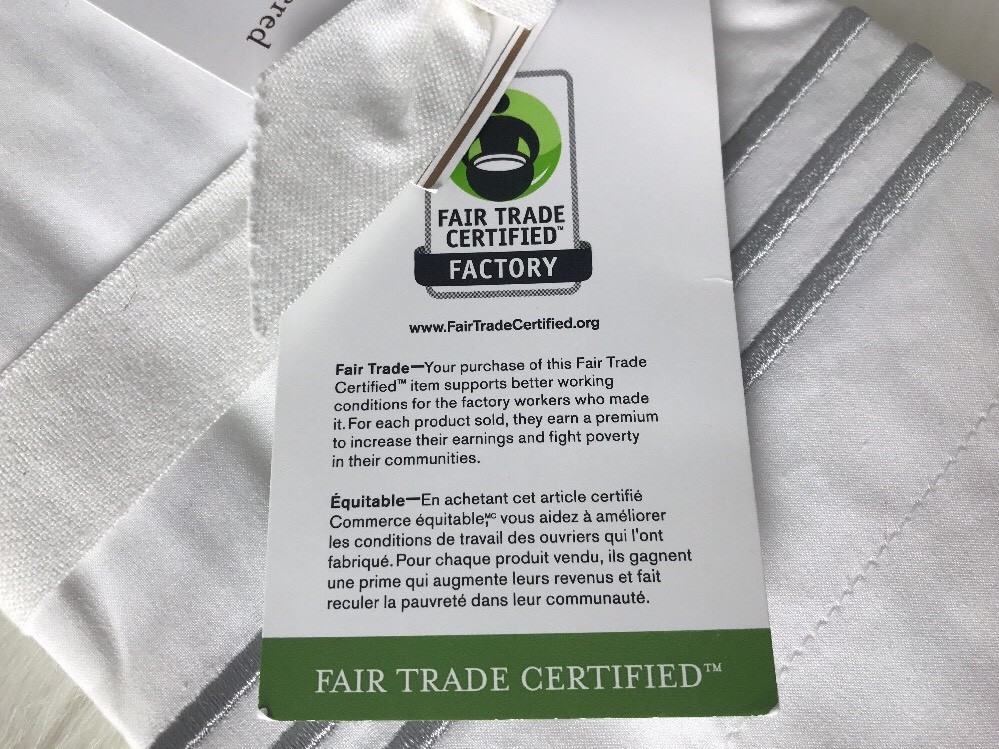 FAIR TRADE
CERTIFIED™
FACTORY
www.FairTradeCertified.org
Fair Trade—Your purchase of this Fair Trade
Certified™ item supports better working
conditions for the factory workers who made
it. For each product sold, they earn a premium
to increase their earnings and fight poverty
in their communities.
Équitable—En achetant cet article certifié
Commerce équitable,MC vous aidez à améliorer
les conditions de travail des ouvriers qui l'ont
fabriqué. Pour chaque produit vendu, ils gagnent
une prime qui augmente leurs revenus et fait
reculer la pauvreté dans leur communauté.
FAIR TRADE CERTIFIED™